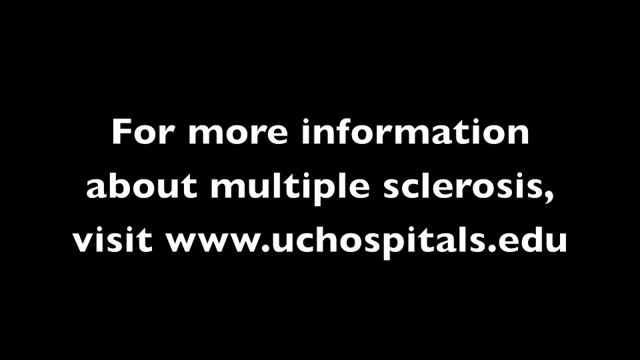 For more information
about multiple sclerosis,
visit www.uchospitals.edu